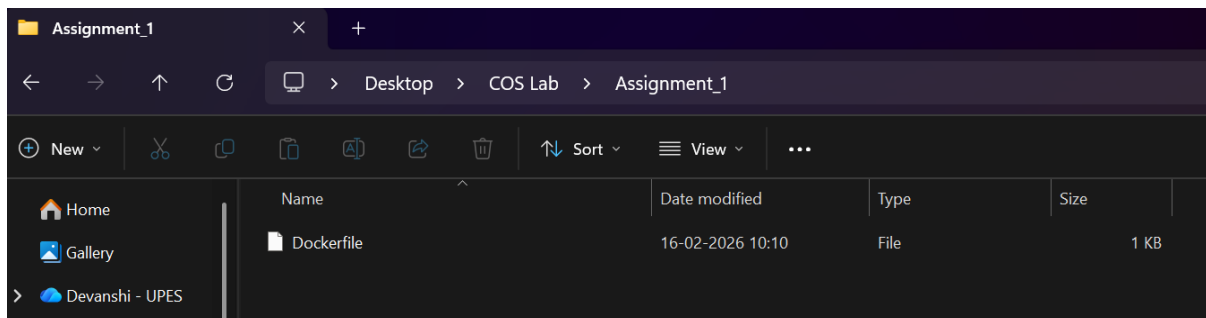 Assignment_1
Desktop > COS Lab > Assignment_1
New Sort View
Name Date modified Type Size
Home
Dockerfile 16-02-2026 10:10 File 1 KB
Gallery
Devanshi - UPES